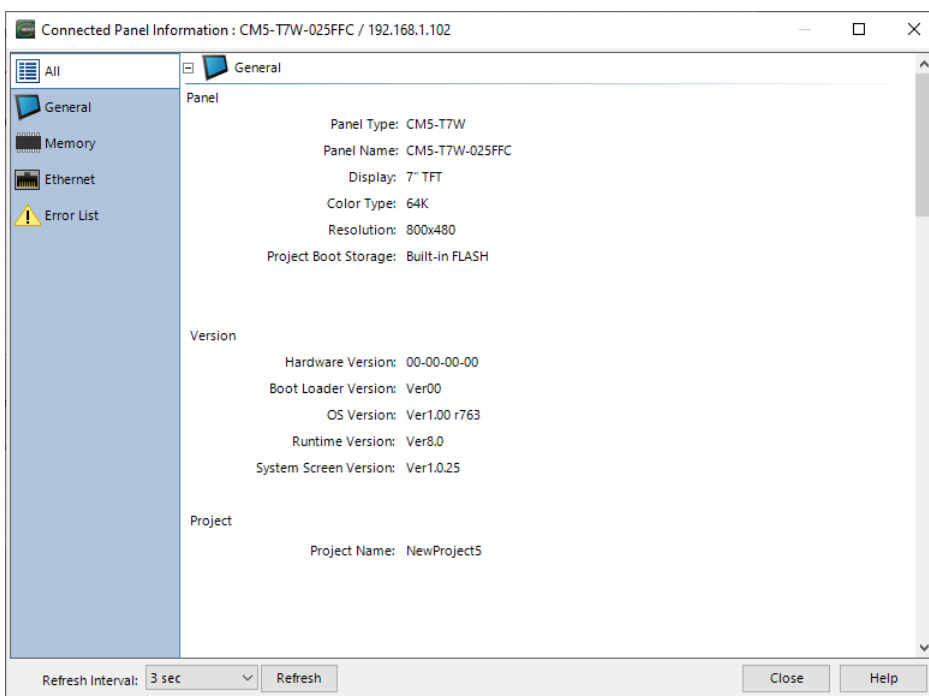 Connected Panel Information : CM5-T7W-025FFC / 192.168.1.102
All
General
Memory
Ethernet
Error List
General
Panel
Panel Type: CM5-T7W
Panel Name: CM5-T7W-025FFC
Display: 7" TFT
Color Type: 64K
Resolution: 800x480
Project Boot Storage: Built-in FLASH
Version
Hardware Version: 00-00-00-00
Boot Loader Version: Ver00
OS Version: Ver1.00 r763
Runtime Version: Ver8.0
System Screen Version: Ver1.0.25
Project
Project Name: NewProject5
Refresh Interval: 3 sec Refresh Close Help